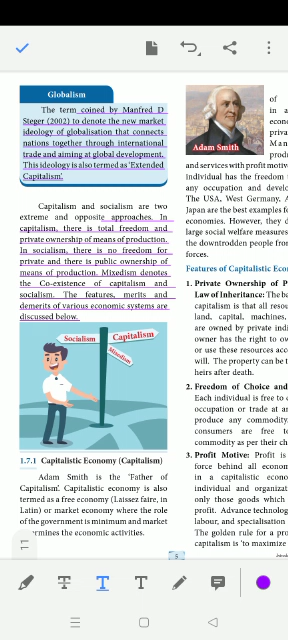 Globalism
The term coined by Manfred D
Steger (2002) to denote the new market
ideology of globalisation that connects
nations together through international
trade and aiming at global development.
This ideology is also termed as 'Extended
Capitalism'.
Capitalism and socialism are two
extreme and opposite approaches. In
capitalism, there is total freedom and
private ownership of means of production.
In socialism, there is no freedom for
private and there is public ownership of
means of production. Mixedism denotes
the Co-existence of capitalism and
socialism. The features, merits and
demerits of various economic systems are
discussed below.
Socialism
Capitalism
Mixedism
1.7.1 Capitalistic Economy (Capitalism)
Adam Smith is the 'Father of
Capitalism'. Capitalistic economy is also
termed as a free economy (Laissez faire, in
Latin) or market economy where the role
of the government is minimum and market
rmines the economic activities.
11
5
Adam Smith
of
in a
econo
priva
Man
produ
and services with profit motive
individual has the freedom
any occupation and develo
The USA, West Germany, A
Japan are the best examples fo
economies. However, they d
large social welfare measures
the downtrodden people from
forces.
Features of Capitalistic Econ
1. Private Ownership of P
Law of Inheritance: The ba
capitalism is that all resou
land, capital, machines,
are owned by private indi
owner has the right to ow
or use these resources acco
will. The property can be t
heirs after death.
2. Freedom of Choice and
Each individual is free to c
occupation or trade at an
produce any commodity.
consumers are free to
commodity as per their ch
3. Profit Motive: Profit is
force behind all econom
in a capitalistic econo
individual and organizat
only those goods which
profit. Advance technolog
labour, and specialisation
The golden rule for a pro
capitalism is 'to maximize
Introd